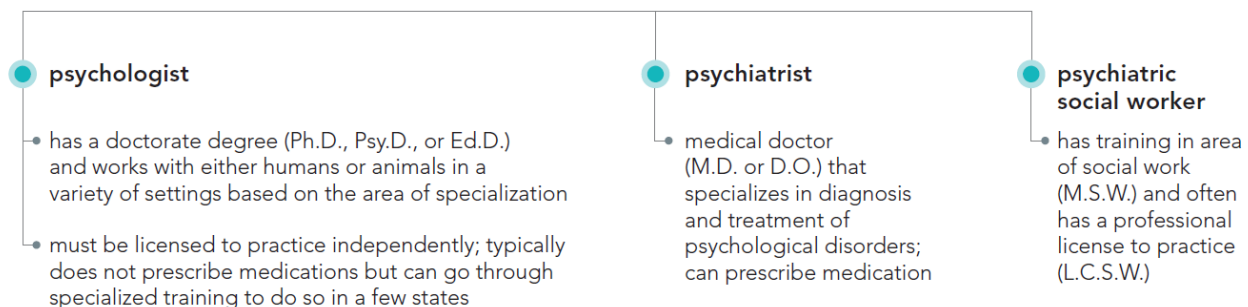 psychologist
has a doctorate degree (Ph.D., Psy.D., or Ed.D.)
and works with either humans or animals in a
variety of settings based on the area of specialization
must be licensed to practice independently; typically
does not prescribe medications but can go through
specialized training to do so in a few states
psychiatrist
medical doctor
(M.D. or D.O.) that
specializes in diagnosis
and treatment of
psychological disorders;
can prescribe medication
psychiatric
social worker
has training in area
of social work
(M.S.W.) and often
has a professional
license to practice
(L.C.S.W.)